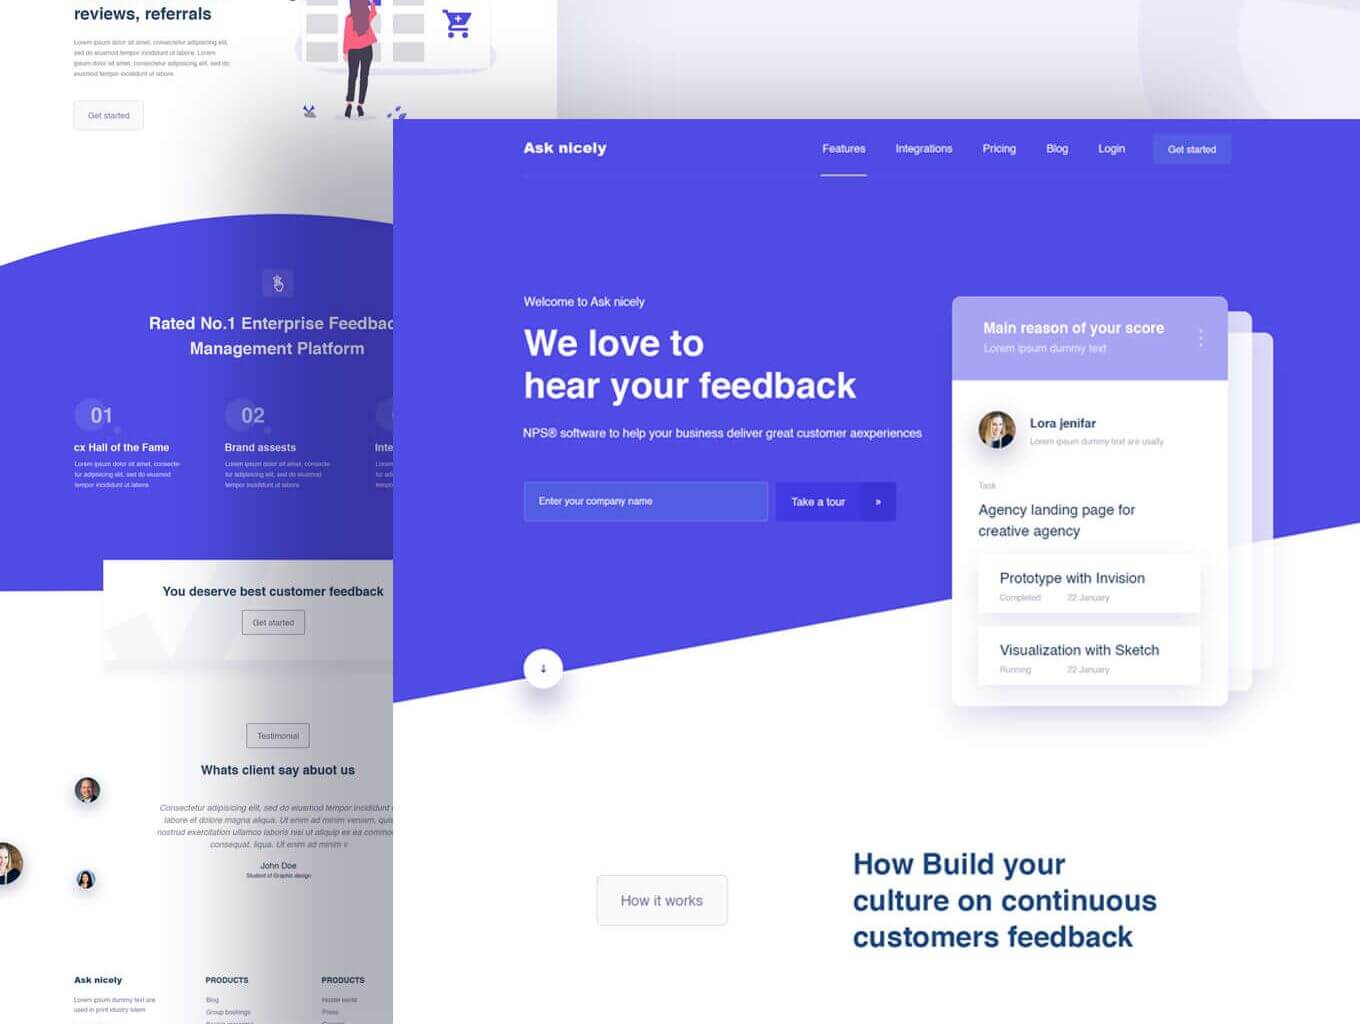 reviews, referrals
Lorem ipsum dolor sit amet, consectetur adipisicing elit,
sed do eiusmod tempor incididunt ut labore. Lorem
ipsum dolor sit amet, consectetur adipisicing elit, sed do
eiusmod tempor incididunt ut labore
Get started
Rated No.1 Enterprise Feedbac
Management Platform
01
cx Hall of the Fame
Lorem ipsum dolor sit amet, consecte-
tur adipisicing elit, sed do eiusmod
tempor incididunt ut labore
02
Brand assests
Lorem ipsum dolor sit amet, consecte-
tur adipisicing elit, sed do eiusmod
tempor incididunt ut labore
Inte
You deserve best customer feedback
Get started
Testimonial
Whats client say abuot us
Consectetur adipisicing elit, sed do eiusmod tempor incididunt
labore et dolore magna aliqua. Ut enim ad minim veniam, quis
nostrud exercitation ullamco laboris nisi ut aliquip ex ea commo
consequat. liqua. Ut enim ad minim v
John Doe
Student of Graphic design
Ask nicely
Lorem ipsum dummy text are
used in print idustry lsiem
PRODUCTS
Blog
Group bookings
PRODUCTS
Hostel world
Press
Ask nicely
Features
Integrations
Pricing
Blog
Login
Get started
Welcome to Ask nicely
We love to
hear your feedback
NPS® software to help your business deliver great customer aexperiences
Enter your company name
Take a tour »
Main reason of your score
Lorem ipsum dummy text
Lora jenifar
Lorem ipsum dummy text are usally
Task
Agency landing page for
creative agency
Prototype with Invision
Completed 22 January
Visualization with Sketch
Running 22 January
How it works
How Build your
culture on continuous
customers feedback